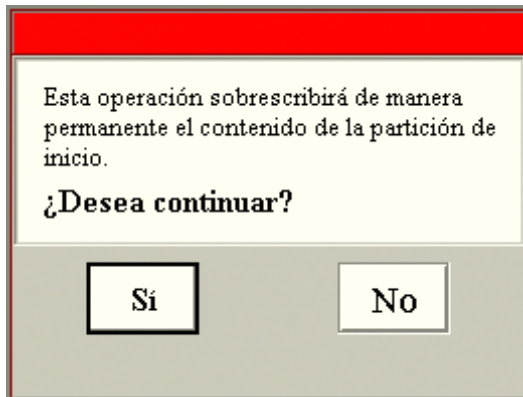 Esta operación sobrescribirá de manera
permanente el contenido de la partición de
inicio.
¿Desea continuar?
Sí
No